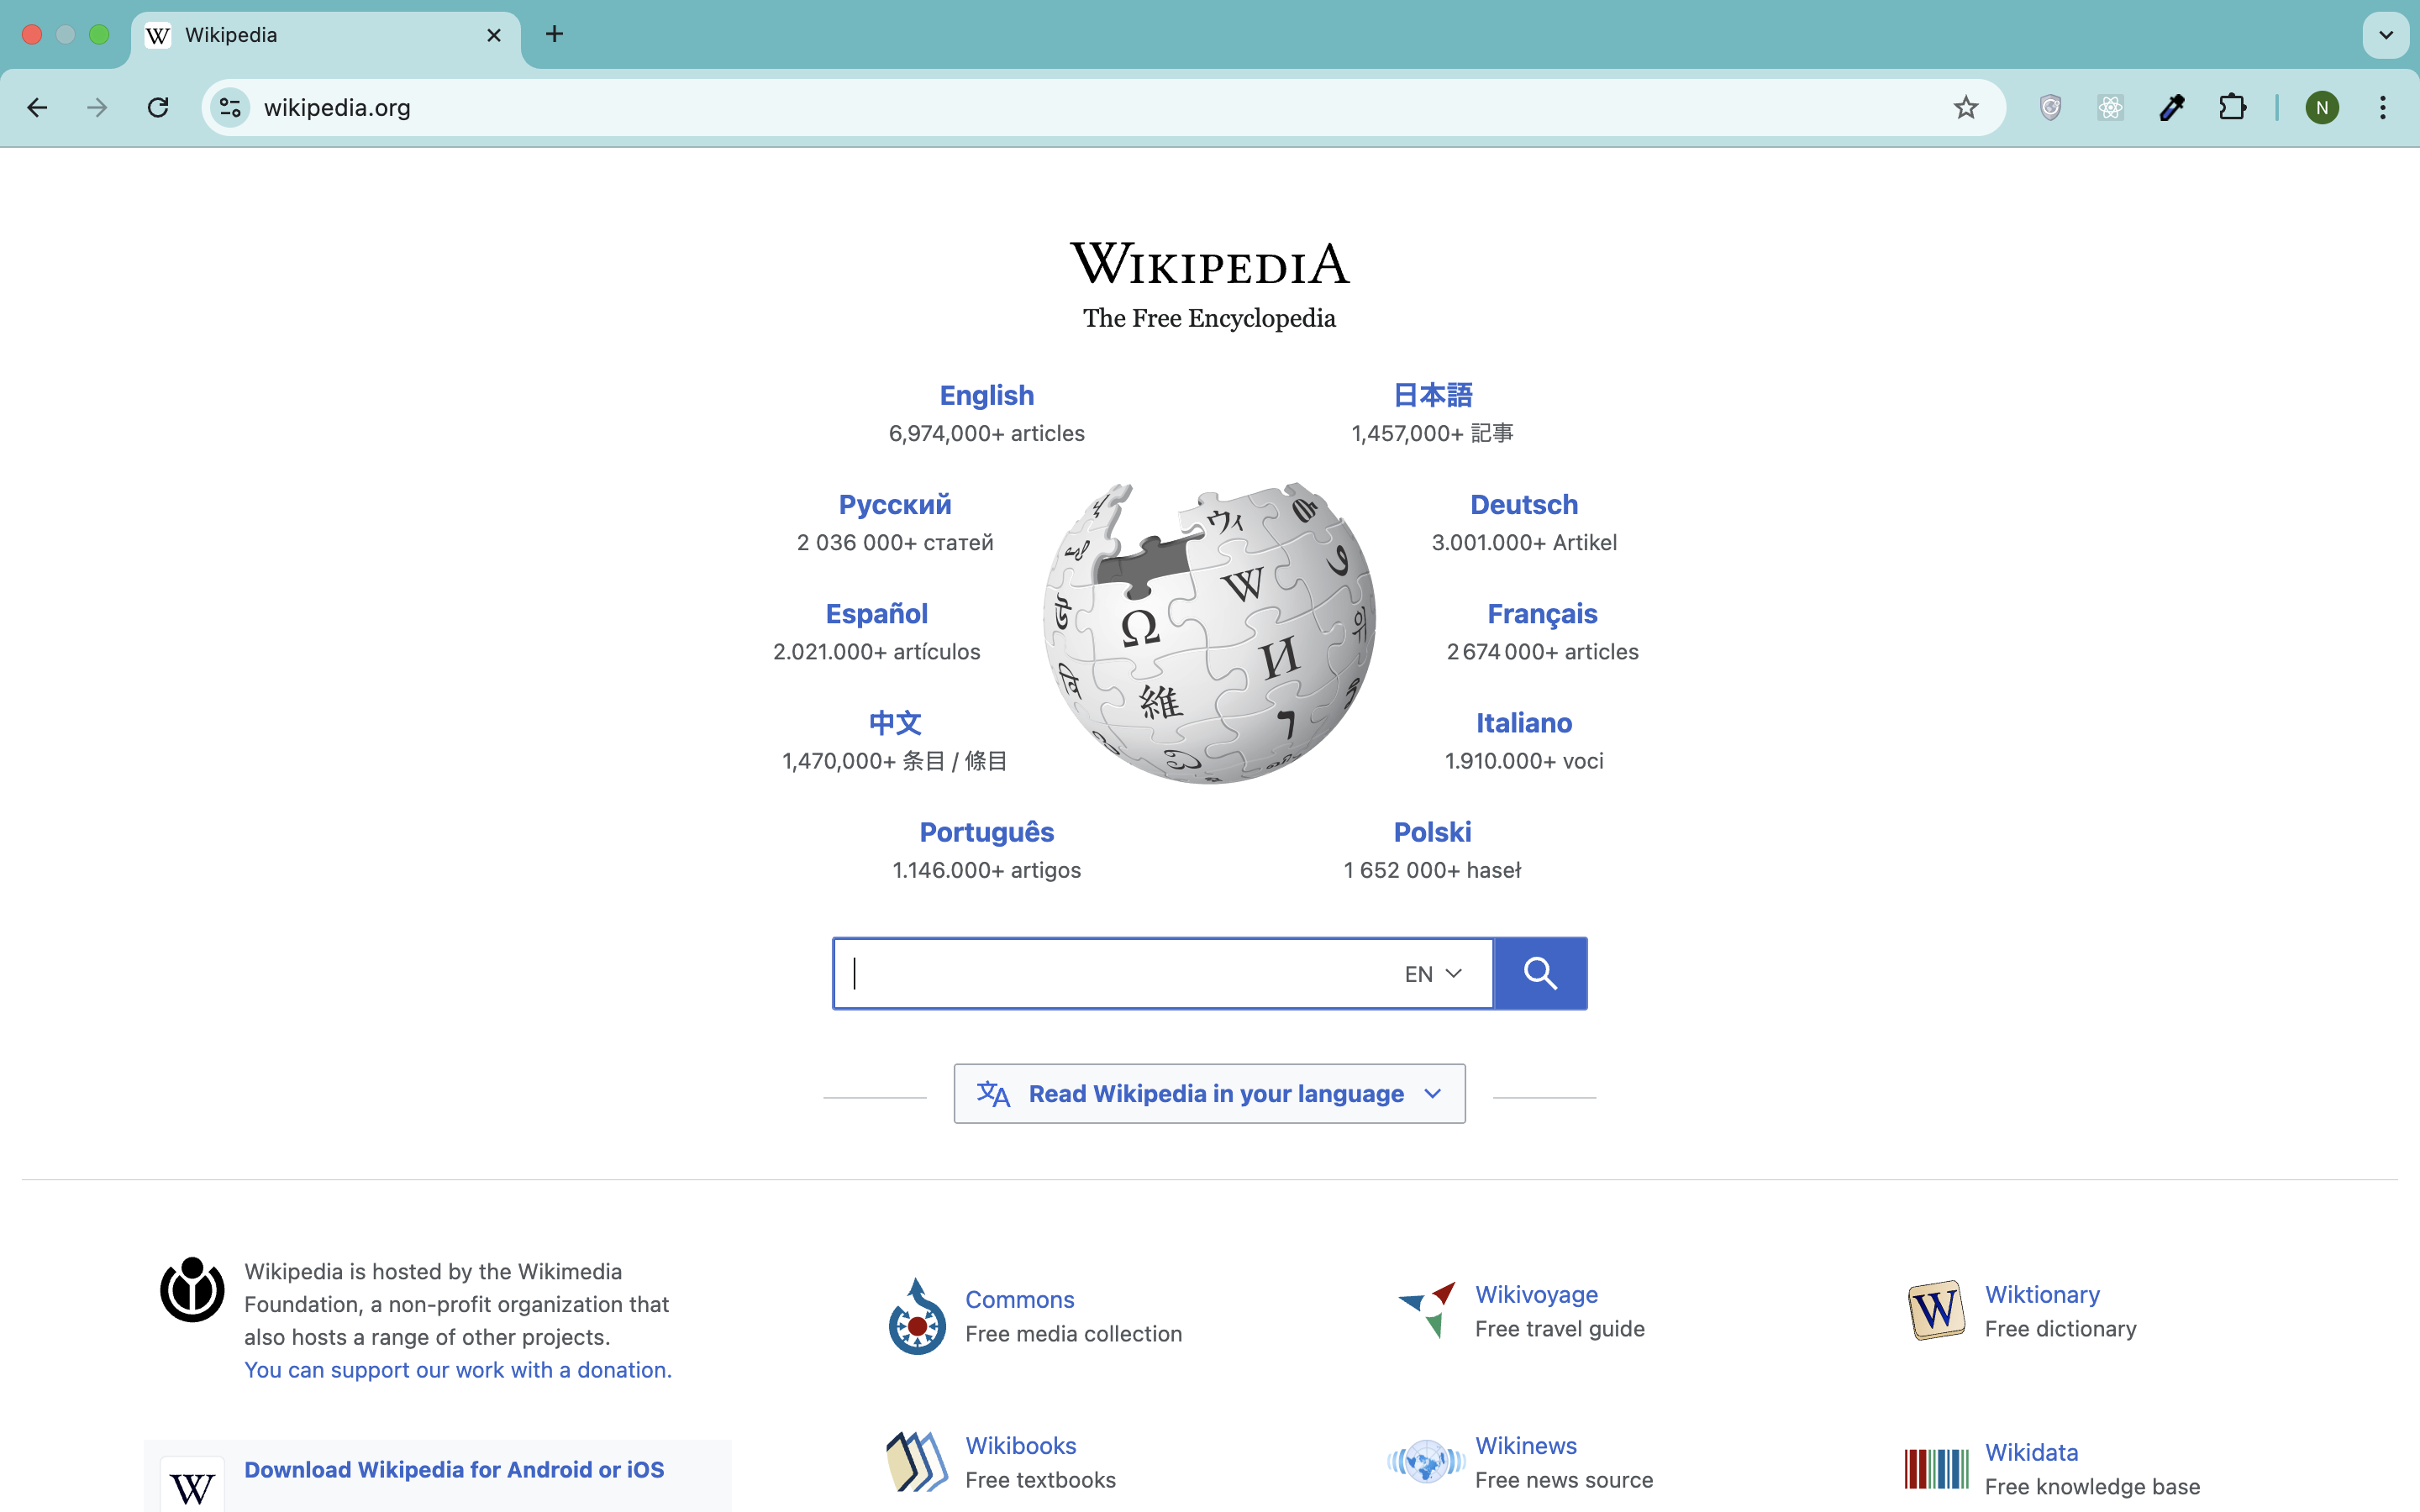 Wikipedia
wikipedia.org
N
WIKIPEDIA
The Free Encyclopedia
English
6,974,000+ articles
日本語
1,457,000+ 記事
Русский
2 036 000+ статей
Deutsch
3.001.000+ Artikel
Español
2.021.000+ artículos
Français
2 674 000+ articles
中文
1,470,000+ 条目 / 條目
Italiano
1.910.000+ voci
Português
1.146.000+ artigos
Polski
1 652 000+ haseł
Ω
W
И
維
ウィ
EN
Read Wikipedia in your language
Wikipedia is hosted by the Wikimedia
Foundation, a non-profit organization that
also hosts a range of other projects.
You can support our work with a donation.
Download Wikipedia for Android or iOS
Commons
Free media collection
Wikivoyage
Free travel guide
Wiktionary
Free dictionary
Wikibooks
Free textbooks
Wikinews
Free news source
Wikidata
Free knowledge base